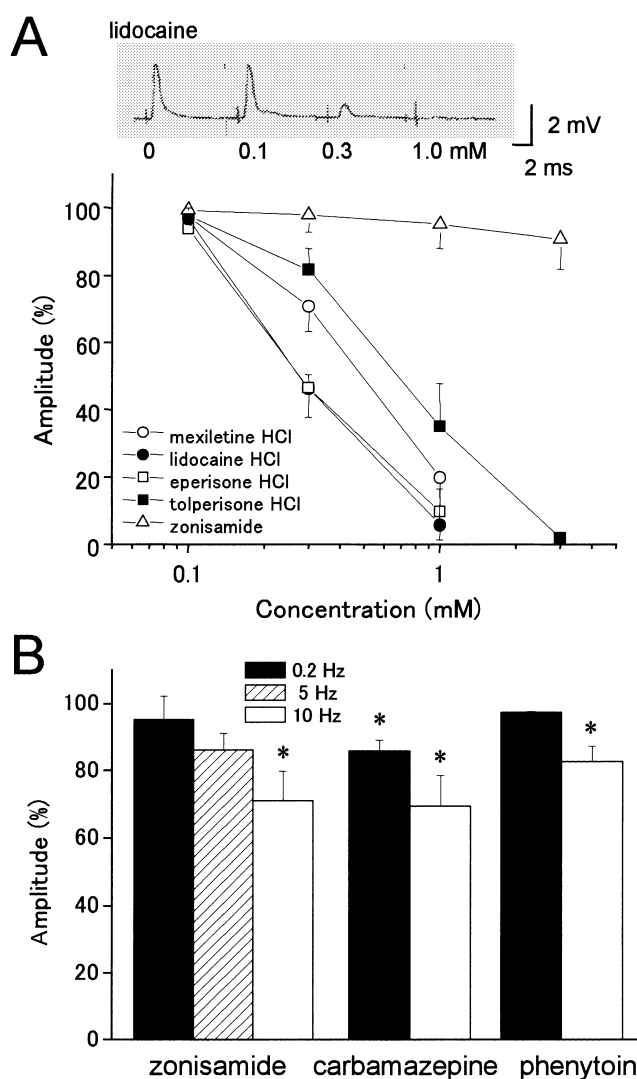 A
lidocaine
0 0.1 0.3 1.0 mM
2 mV
2 ms
100
80
60
40
20
0
Amplitude (%)
mexiletine HCl
lidocaine HCl
eperisone HCl
tolperisone HCl
zonisamide
0.1 1
Concentration (mM)
B
0.2 Hz
5 Hz
10 Hz
100
80
60
40
20
0
Amplitude (%)
* * * *
zonisamide carbamazepine phenytoin